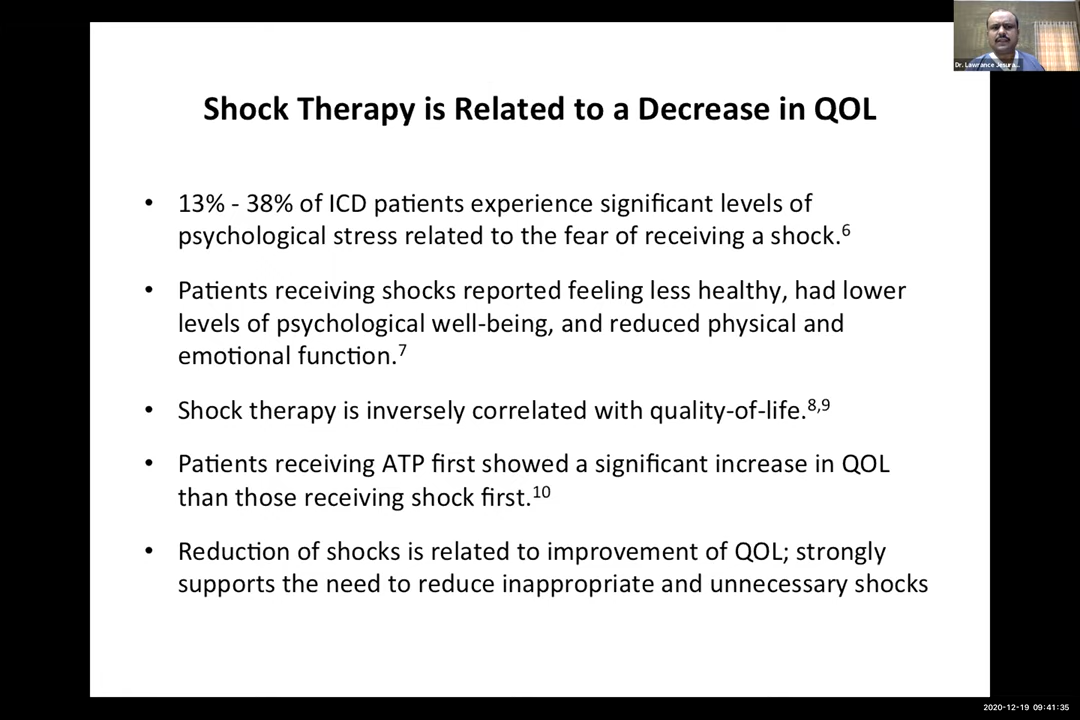 Dr. Lawrance Jesura...
Shock Therapy is Related to a Decrease in QOL
• 13% - 38% of ICD patients experience significant levels of
psychological stress related to the fear of receiving a shock.6
• Patients receiving shocks reported feeling less healthy, had lower
levels of psychological well-being, and reduced physical and
emotional function.7
• Shock therapy is inversely correlated with quality-of-life.8,9
• Patients receiving ATP first showed a significant increase in QOL
than those receiving shock first.10
• Reduction of shocks is related to improvement of QOL; strongly
supports the need to reduce inappropriate and unnecessary shocks
2020-12-19 09:41:35